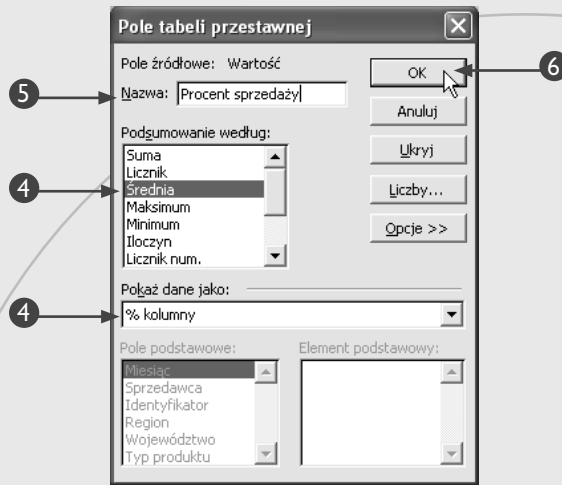 Pole tabeli przestawnej
Pole źródłowe: Wartość
OK
6
5
Nazwa: Procent sprzedaży
Anuluj
Podsumowanie według:
Ukryj
Suma
Licznik
4
Średnia
Liczby...
Maksimum
Minimum
Opcje >>
Iloczyn
Licznik num.
Pokaż dane jako:
4
% kolumny
Pole podstawowe:
Element podstawowy:
Miesiąc
Sprzedawca
Identyfikator
Region
Województwo
Typ produktu